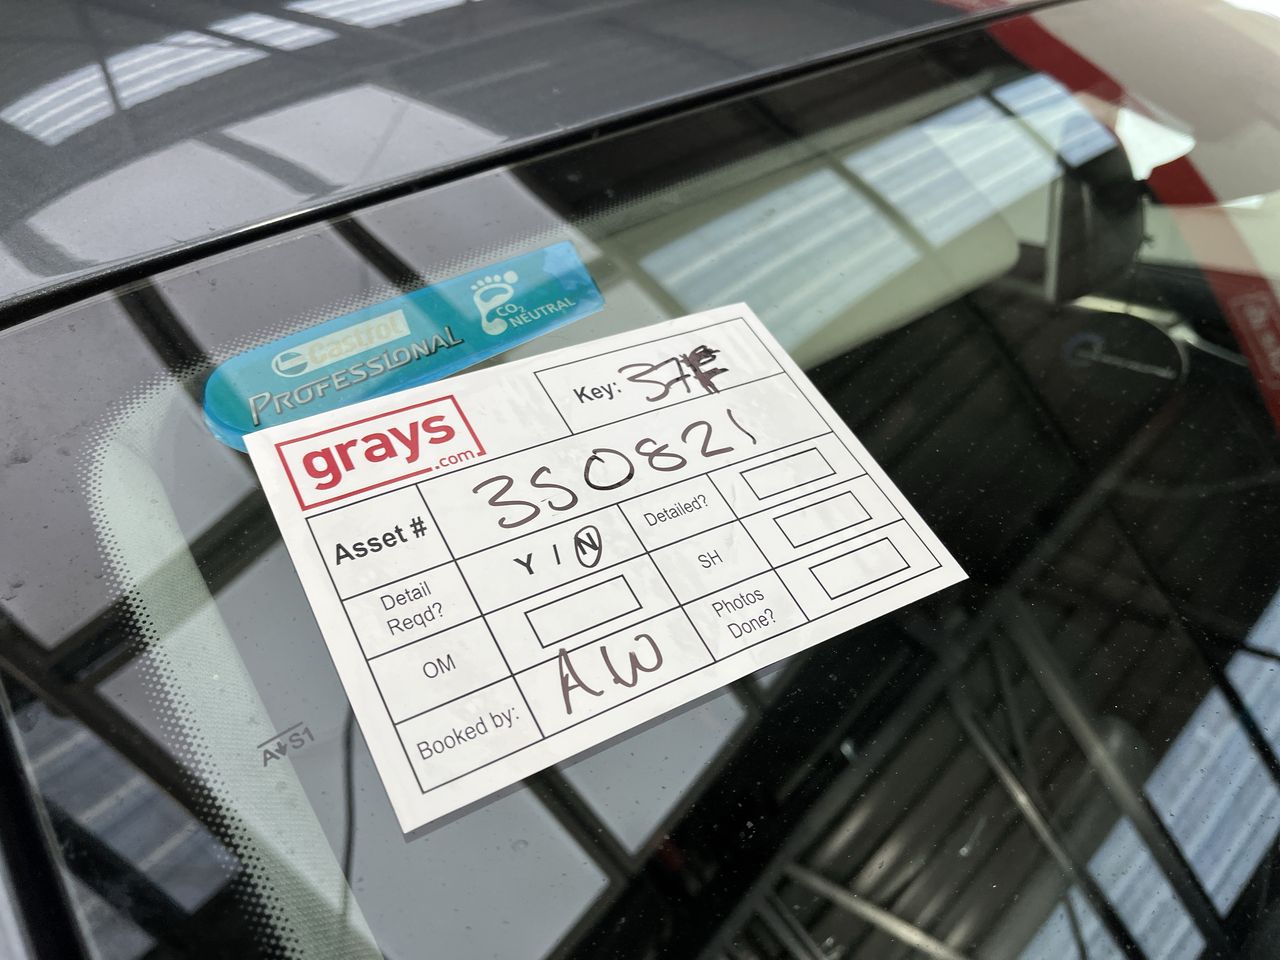 Castrol
PROFESSIONAL
CO2
NEUTRAL
grays
.com
Key: 37F
Asset # 350821
Detail Reqd? Y / N Detailed?
OM SH
Booked by: AW Photos Done?
AS1